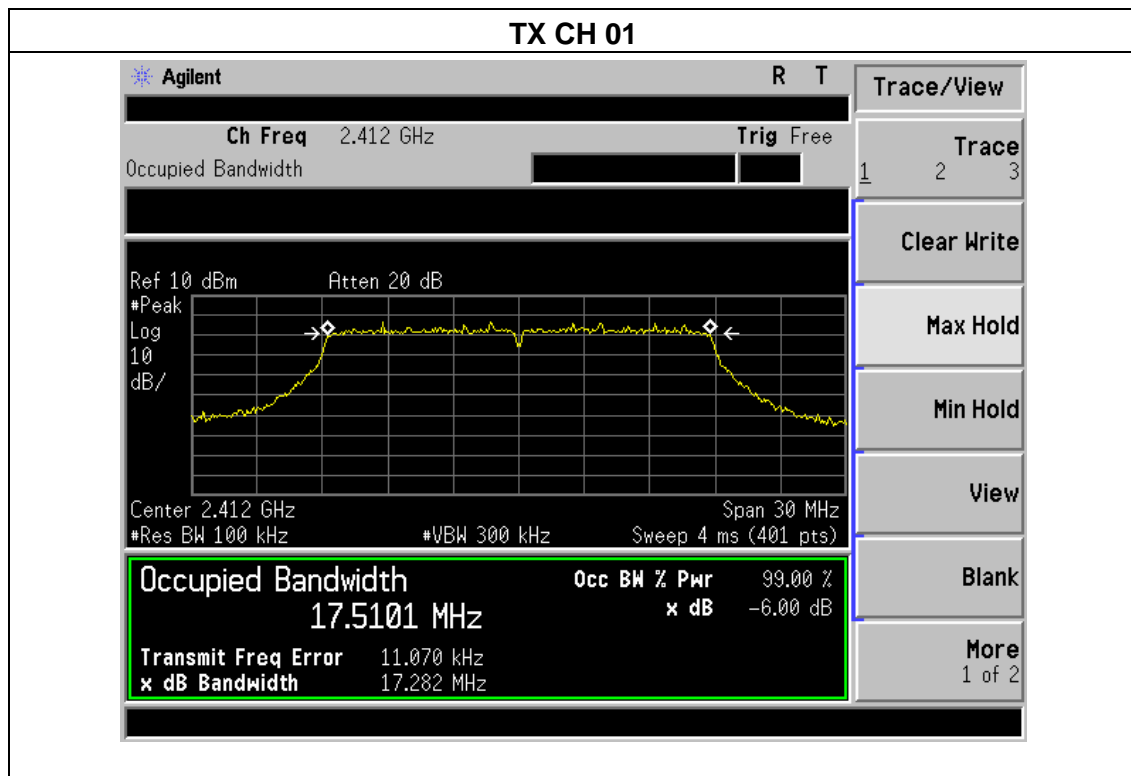 TX CH 01
Agilent R T
Trace/View
Ch Freq 2.412 GHz Trig Free
Occupied Bandwidth
Trace
1 2 3
Clear Write
Ref 10 dBm Atten 20 dB
#Peak
Log
10
dB/
Max Hold
Min Hold
Center 2.412 GHz Span 30 MHz
#Res BW 100 kHz #VBW 300 kHz Sweep 4 ms (401 pts)
View
Occupied Bandwidth Occ BW % Pwr 99.00 %
17.5101 MHz x dB -6.00 dB
Blank
Transmit Freq Error 11.070 kHz
x dB Bandwidth 17.282 MHz
More
1 of 2